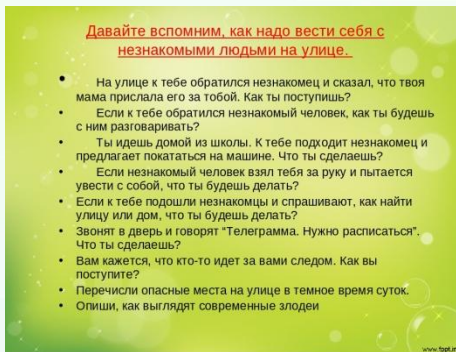 Давайте вспомним, как надо вести себя с
незнакомыми людьми на улице.
• На улице к тебе обратился незнакомец и сказал, что твоя
мама прислала его за тобой. Как ты поступишь?
• Если к тебе обратился незнакомый человек, как ты будешь
с ним разговаривать?
• Ты идешь домой из школы. К тебе подходит незнакомец и
предлагает покататься на машине. Что ты сделаешь?
• Если незнакомый человек взял тебя за руку и пытается
увести с собой, что ты будешь делать?
• Если к тебе подошли незнакомцы и спрашивают, как найти
улицу или дом, что ты будешь делать?
• Звонят в дверь и говорят “Телеграмма. Нужно расписаться”.
Что ты сделаешь?
• Вам кажется, что кто-то идет за вами следом. Как вы
поступите?
• Перечисли опасные места на улице в темное время суток.
• Опиши, как выглядят современные злодеи